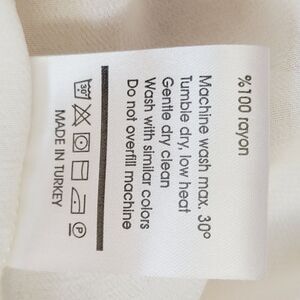 %100 rayon
Machine wash max. 30°
Tumble dry, low heat
Gentle dry clean
Wash with similar colors
Do not overfill machine
30°
P
MADE IN TURKEY